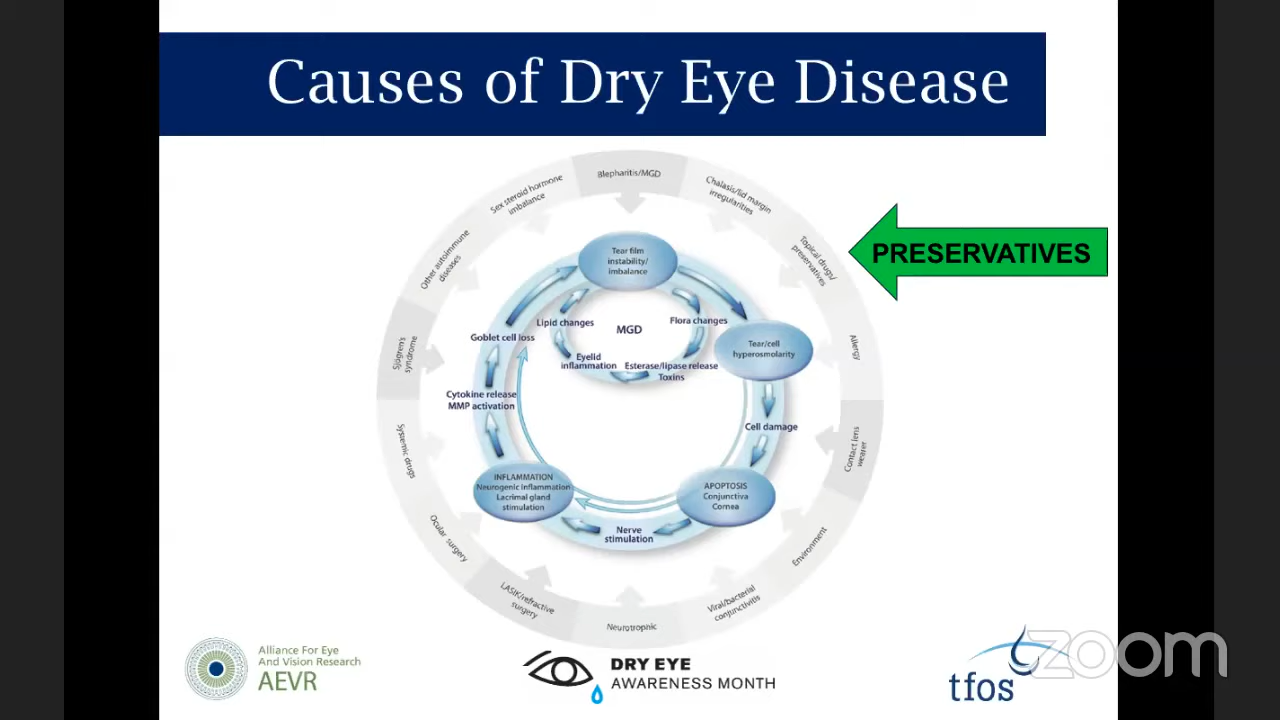 Causes of Dry Eye Disease
Blepharitis/MGD
Chalasis/lid margin
irregularities
Topical drugs/
preservatives
PRESERVATIVES
Allergy
Contact lens
wearer
Environment
Viral/bacterial
conjunctivitis
Neurotrophic
LASIK/refractive
surgery
Ocular surgery
Systemic drugs
Sjögren's
syndrome
Other autoimmune
diseases
Sex steroid hormone
imbalance
Tear film
instability/
imbalance
Tear/cell
hyperosmolarity
Cell damage
APOPTOSIS
Conjunctiva
Cornea
Nerve
stimulation
INFLAMMATION
Neurogenic inflammation
Lacrimal gland
stimulation
Cytokine release
MMP activation
Goblet cell loss
Lipid changes
MGD
Flora changes
Esterase/lipase release
Toxins
Eyelid
inflammation
Alliance For Eye
And Vision Research
AEVR
DRY EYE
AWARENESS MONTH
tfos
zoom